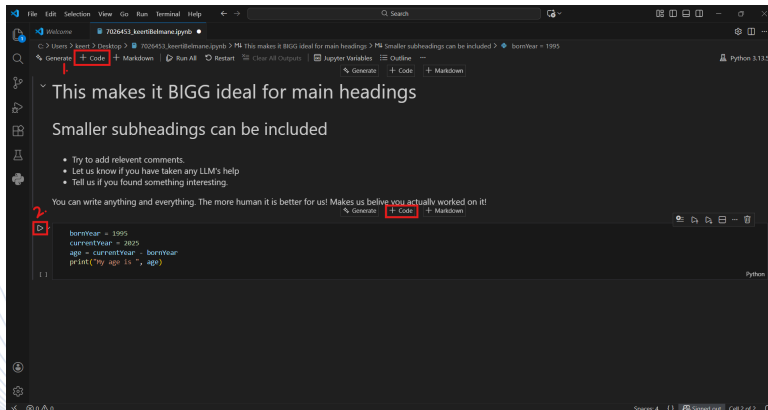 File Edit Selection View Go Run Terminal Help
Search
Welcome
7026453_keertiBelmane.ipynb
C: > Users > keert > Desktop > 7026453_keertiBelmane.ipynb > M↓ This makes it BIGG ideal for main headings > M↓ Smaller subheadings can be included > bornYear = 1995
Generate + Code + Markdown Run All Restart Clear All Outputs Jupyter Variables Outline ...
Python 3.13.5
1.
Generate + Code + Markdown
This makes it BIGG ideal for main headings
Smaller subheadings can be included
• Try to add relevent comments.
• Let us know if you have taken any LLM's help
• Tell us if you found something interesting.
You can write anything and everything. The more human it is better for us! Makes us belive you actually worked on it!
Generate + Code + Markdown
2.
bornYear = 1995
currentYear = 2025
age = currentYear - bornYear
print("My age is ", age)
[ ]
Python
0 0
Spaces: 4 Signed out Cell 2 of 2